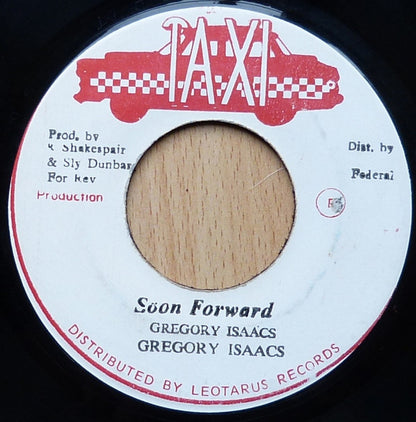 TAXI
Prod. by
R Shakespair
& Sly Dunbar
For Rev
Production
Dist. by
Federal
Soon Forward
GREGORY ISAACS
GREGORY ISAACS
DISTRIBUTED BY LEOTARUS RECORDS